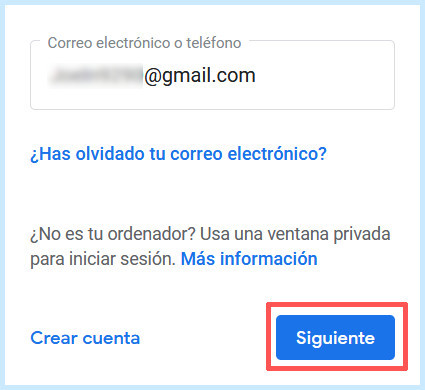 Correo electrónico o teléfono
@gmail.com
¿Has olvidado tu correo electrónico?
¿No es tu ordenador? Usa una ventana privada
para iniciar sesión. Más información
Crear cuenta
Siguiente